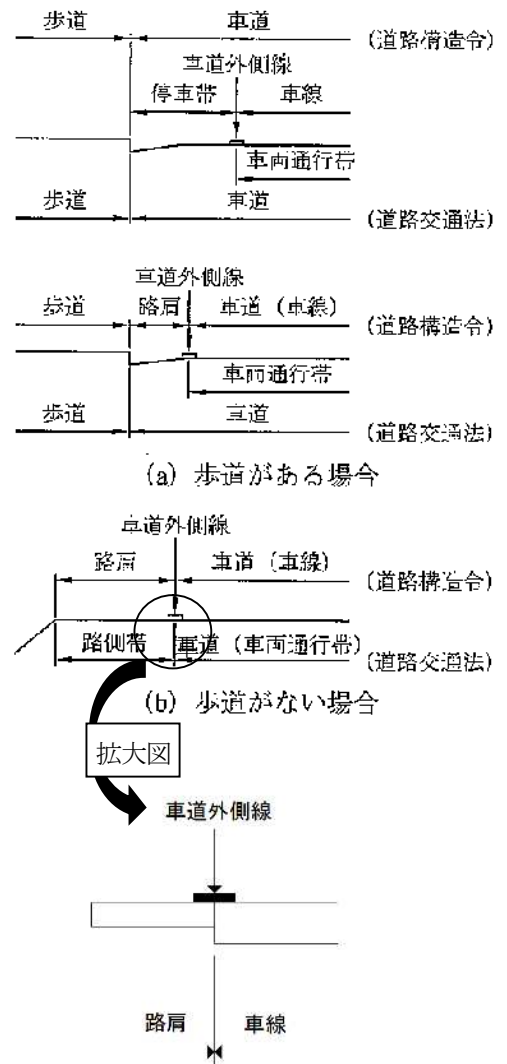 歩道 車道 (道路構造令)
車道外側線
停車帯 車線
車両通行帯
歩道 車道 (道路交通法)
車道外側線
歩道 路肩 車道（車線） (道路構造令)
車両通行帯
歩道 車道 (道路交通法)
(a) 歩道がある場合
車道外側線
路肩 車道（車線） (道路構造令)
路側帯 車道（車両通行帯） (道路交通法)
(b) 歩道がない場合
拡大図
車道外側線
路肩 車線